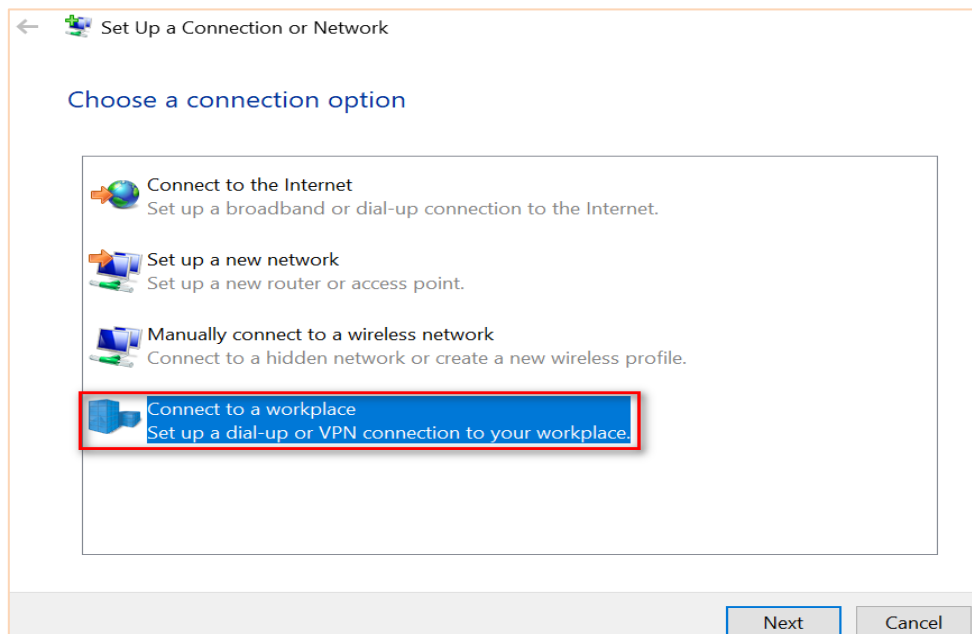 Set Up a Connection or Network
Choose a connection option
Connect to the Internet
Set up a broadband or dial-up connection to the Internet.
Set up a new network
Set up a new router or access point.
Manually connect to a wireless network
Connect to a hidden network or create a new wireless profile.
Connect to a workplace
Set up a dial-up or VPN connection to your workplace.
Next Cancel